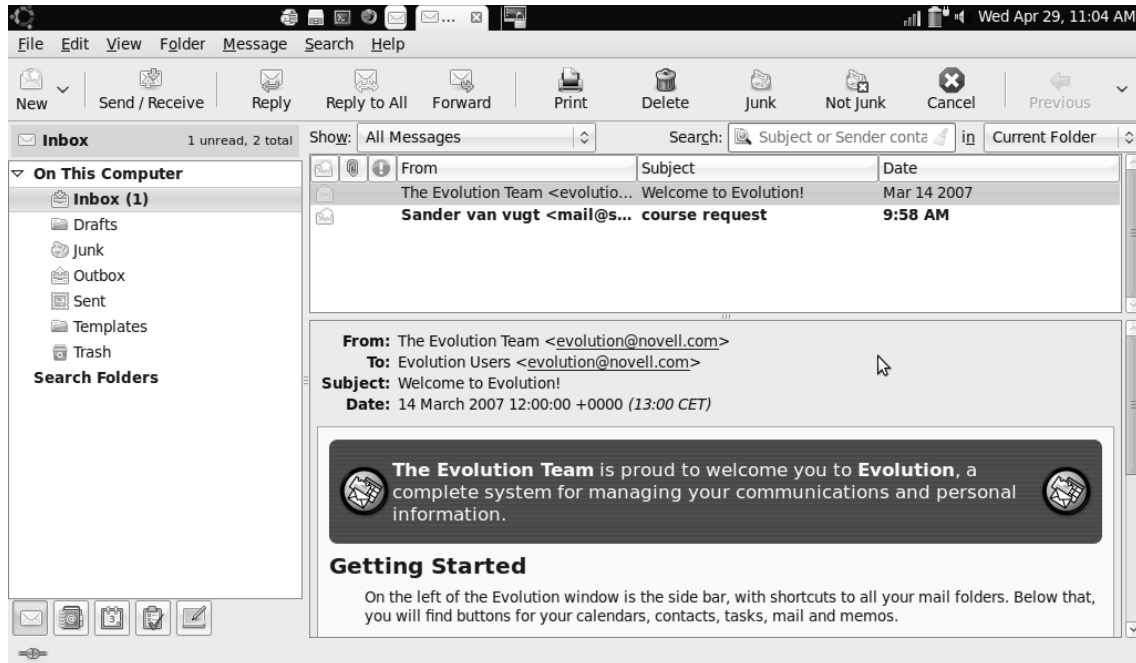 ... Wed Apr 29, 11:04 AM
File Edit View Folder Message Search Help
New Send / Receive Reply Reply to All Forward Print Delete Junk Not Junk Cancel Previous
Inbox 1 unread, 2 total Show: All Messages Search: Subject or Sender conta in Current Folder
On This Computer
Inbox (1)
Drafts
Junk
Outbox
Sent
Templates
Trash
Search Folders
From Subject Date
The Evolution Team <evolutio... Welcome to Evolution! Mar 14 2007
Sander van vugt <mail@s... course request 9:58 AM
From: The Evolution Team <evolution@novell.com>
To: Evolution Users <evolution@novell.com>
Subject: Welcome to Evolution!
Date: 14 March 2007 12:00:00 +0000 (13:00 CET)
The Evolution Team is proud to welcome you to Evolution, a
complete system for managing your communications and personal
information.
Getting Started
On the left of the Evolution window is the side bar, with shortcuts to all your mail folders. Below that,
you will find buttons for your calendars, contacts, tasks, mail and memos.
3